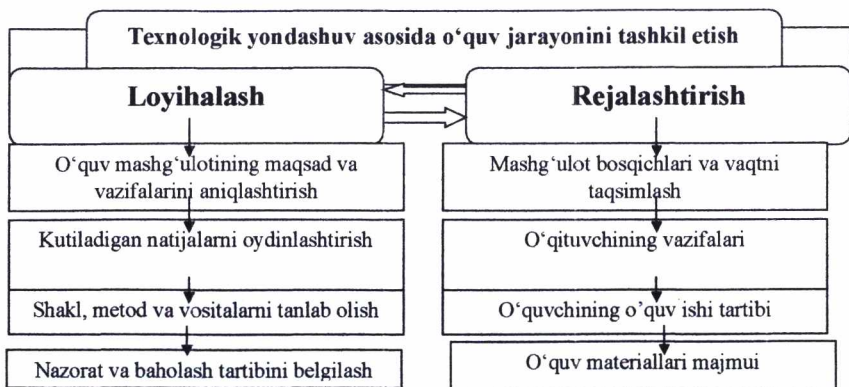 Texnologik yondashuv asosida o‘quv jarayonini tashkil etish
Loyihalash
O‘quv mashg‘ulotining maqsad va
vazifalarini aniqlashtirish
Kutiladigan natijalarni oydinlashtirish
Shakl, metod va vositalarni tanlab olish
Nazorat va baholash tartibini belgilash
Rejalashtirish
Mashg‘ulot bosqichlari va vaqtni
taqsimlash
O‘qituvchining vazifalari
O‘quvchining o’quv ishi tartibi
O‘quv materiallari majmui